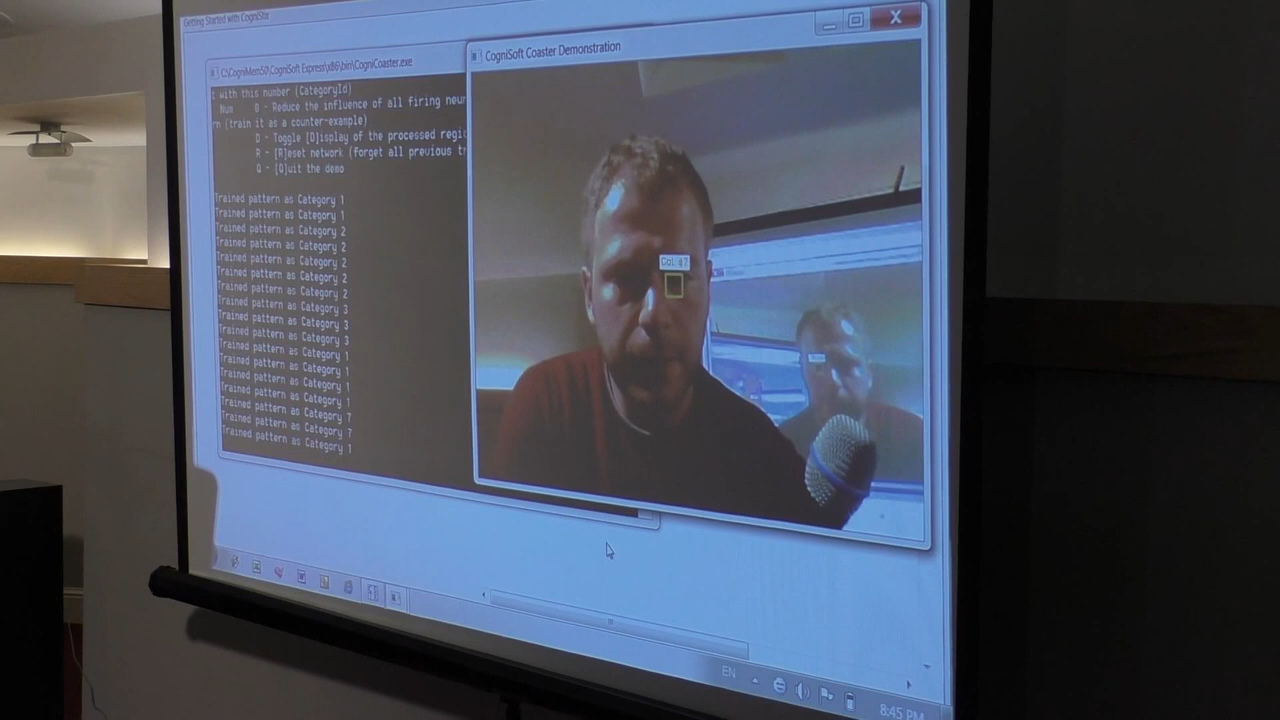 Getting Started with CogniStar
C:\CogniMem50\CogniSoft Express\x86\bin\CogniCoaster.exe
t with this number (CategoryId)
Num 0 - Reduce the influence of all firing neur
rn (train it as a counter-example)
D - Toggle [D]isplay of the processed regio
R - [R]eset network (forget all previous tr
Q - [Q]uit the demo
Trained pattern as Category 1
Trained pattern as Category 1
Trained pattern as Category 2
Trained pattern as Category 2
Trained pattern as Category 2
Trained pattern as Category 2
Trained pattern as Category 2
Trained pattern as Category 3
Trained pattern as Category 3
Trained pattern as Category 3
Trained pattern as Category 1
Trained pattern as Category 1
Trained pattern as Category 1
Trained pattern as Category 1
Trained pattern as Category 7
Trained pattern as Category 7
Trained pattern as Category 1
CogniSoft Coaster Demonstration
EN
8:45 PM